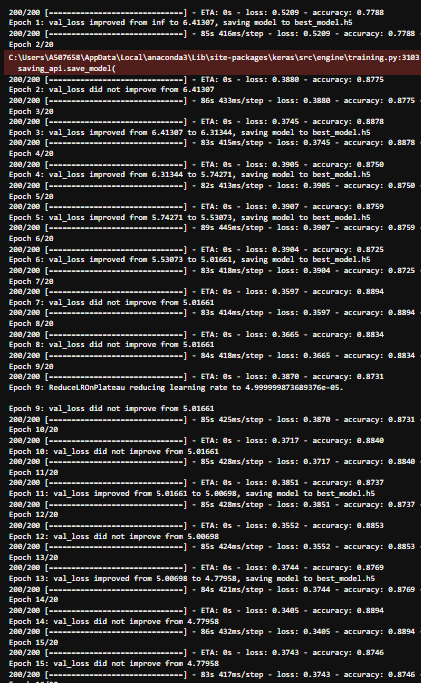 200/200 [==============================] - ETA: 0s - loss: 0.5209 - accuracy: 0.7788
Epoch 1: val_loss improved from inf to 6.41307, saving model to best_model.h5
200/200 [==============================] - 85s 416ms/step - loss: 0.5209 - accuracy: 0.7788 -
Epoch 2/20
C:\Users\A507658\AppData\Local\anaconda3\Lib\site-packages\keras\src\engine\training.py:3103
saving_api.save_model(
200/200 [==============================] - ETA: 0s - loss: 0.3880 - accuracy: 0.8775
Epoch 2: val_loss did not improve from 6.41307
200/200 [==============================] - 86s 433ms/step - loss: 0.3880 - accuracy: 0.8775 -
Epoch 3/20
200/200 [==============================] - ETA: 0s - loss: 0.3745 - accuracy: 0.8878
Epoch 3: val_loss improved from 6.41307 to 6.31344, saving model to best_model.h5
200/200 [==============================] - 83s 415ms/step - loss: 0.3745 - accuracy: 0.8878 -
Epoch 4/20
200/200 [==============================] - ETA: 0s - loss: 0.3905 - accuracy: 0.8750
Epoch 4: val_loss improved from 6.31344 to 5.74271, saving model to best_model.h5
200/200 [==============================] - 82s 413ms/step - loss: 0.3905 - accuracy: 0.8750 -
Epoch 5/20
200/200 [==============================] - ETA: 0s - loss: 0.3907 - accuracy: 0.8759
Epoch 5: val_loss improved from 5.74271 to 5.53073, saving model to best_model.h5
200/200 [==============================] - 89s 445ms/step - loss: 0.3907 - accuracy: 0.8759 -
Epoch 6/20
200/200 [==============================] - ETA: 0s - loss: 0.3904 - accuracy: 0.8725
Epoch 6: val_loss improved from 5.53073 to 5.01661, saving model to best_model.h5
200/200 [==============================] - 83s 418ms/step - loss: 0.3904 - accuracy: 0.8725 -
Epoch 7/20
200/200 [==============================] - ETA: 0s - loss: 0.3597 - accuracy: 0.8894
Epoch 7: val_loss did not improve from 5.01661
200/200 [==============================] - 83s 414ms/step - loss: 0.3597 - accuracy: 0.8894 -
Epoch 8/20
200/200 [==============================] - ETA: 0s - loss: 0.3665 - accuracy: 0.8834
Epoch 8: val_loss did not improve from 5.01661
200/200 [==============================] - 84s 418ms/step - loss: 0.3665 - accuracy: 0.8834 -
Epoch 9/20
200/200 [==============================] - ETA: 0s - loss: 0.3870 - accuracy: 0.8731
Epoch 9: ReduceLROnPlateau reducing learning rate to 4.999999873689376e-05.
Epoch 9: val_loss did not improve from 5.01661
200/200 [==============================] - 85s 425ms/step - loss: 0.3870 - accuracy: 0.8731 -
Epoch 10/20
200/200 [==============================] - ETA: 0s - loss: 0.3717 - accuracy: 0.8840
Epoch 10: val_loss did not improve from 5.01661
200/200 [==============================] - 85s 428ms/step - loss: 0.3717 - accuracy: 0.8840 -
Epoch 11/20
200/200 [==============================] - ETA: 0s - loss: 0.3851 - accuracy: 0.8737
Epoch 11: val_loss improved from 5.01661 to 5.00698, saving model to best_model.h5
200/200 [==============================] - 85s 428ms/step - loss: 0.3851 - accuracy: 0.8737 -
Epoch 12/20
200/200 [==============================] - ETA: 0s - loss: 0.3552 - accuracy: 0.8853
Epoch 12: val_loss did not improve from 5.00698
200/200 [==============================] - 85s 424ms/step - loss: 0.3552 - accuracy: 0.8853 -
Epoch 13/20
200/200 [==============================] - ETA: 0s - loss: 0.3744 - accuracy: 0.8769
Epoch 13: val_loss improved from 5.00698 to 4.77958, saving model to best_model.h5
200/200 [==============================] - 84s 421ms/step - loss: 0.3744 - accuracy: 0.8769 -
Epoch 14/20
200/200 [==============================] - ETA: 0s - loss: 0.3405 - accuracy: 0.8894
Epoch 14: val_loss did not improve from 4.77958
200/200 [==============================] - 86s 432ms/step - loss: 0.3405 - accuracy: 0.8894 -
Epoch 15/20
200/200 [==============================] - ETA: 0s - loss: 0.3743 - accuracy: 0.8746
Epoch 15: val_loss did not improve from 4.77958
200/200 [==============================] - 83s 417ms/step - loss: 0.3743 - accuracy: 0.8746 -